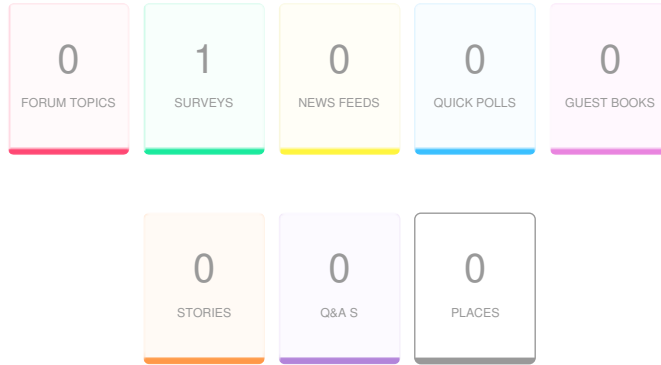 0 1 0 0 0
FORUM TOPICS SURVEYS NEWS FEEDS QUICK POLLS GUEST BOOKS
0 0 0
STORIES Q&A S PLACES